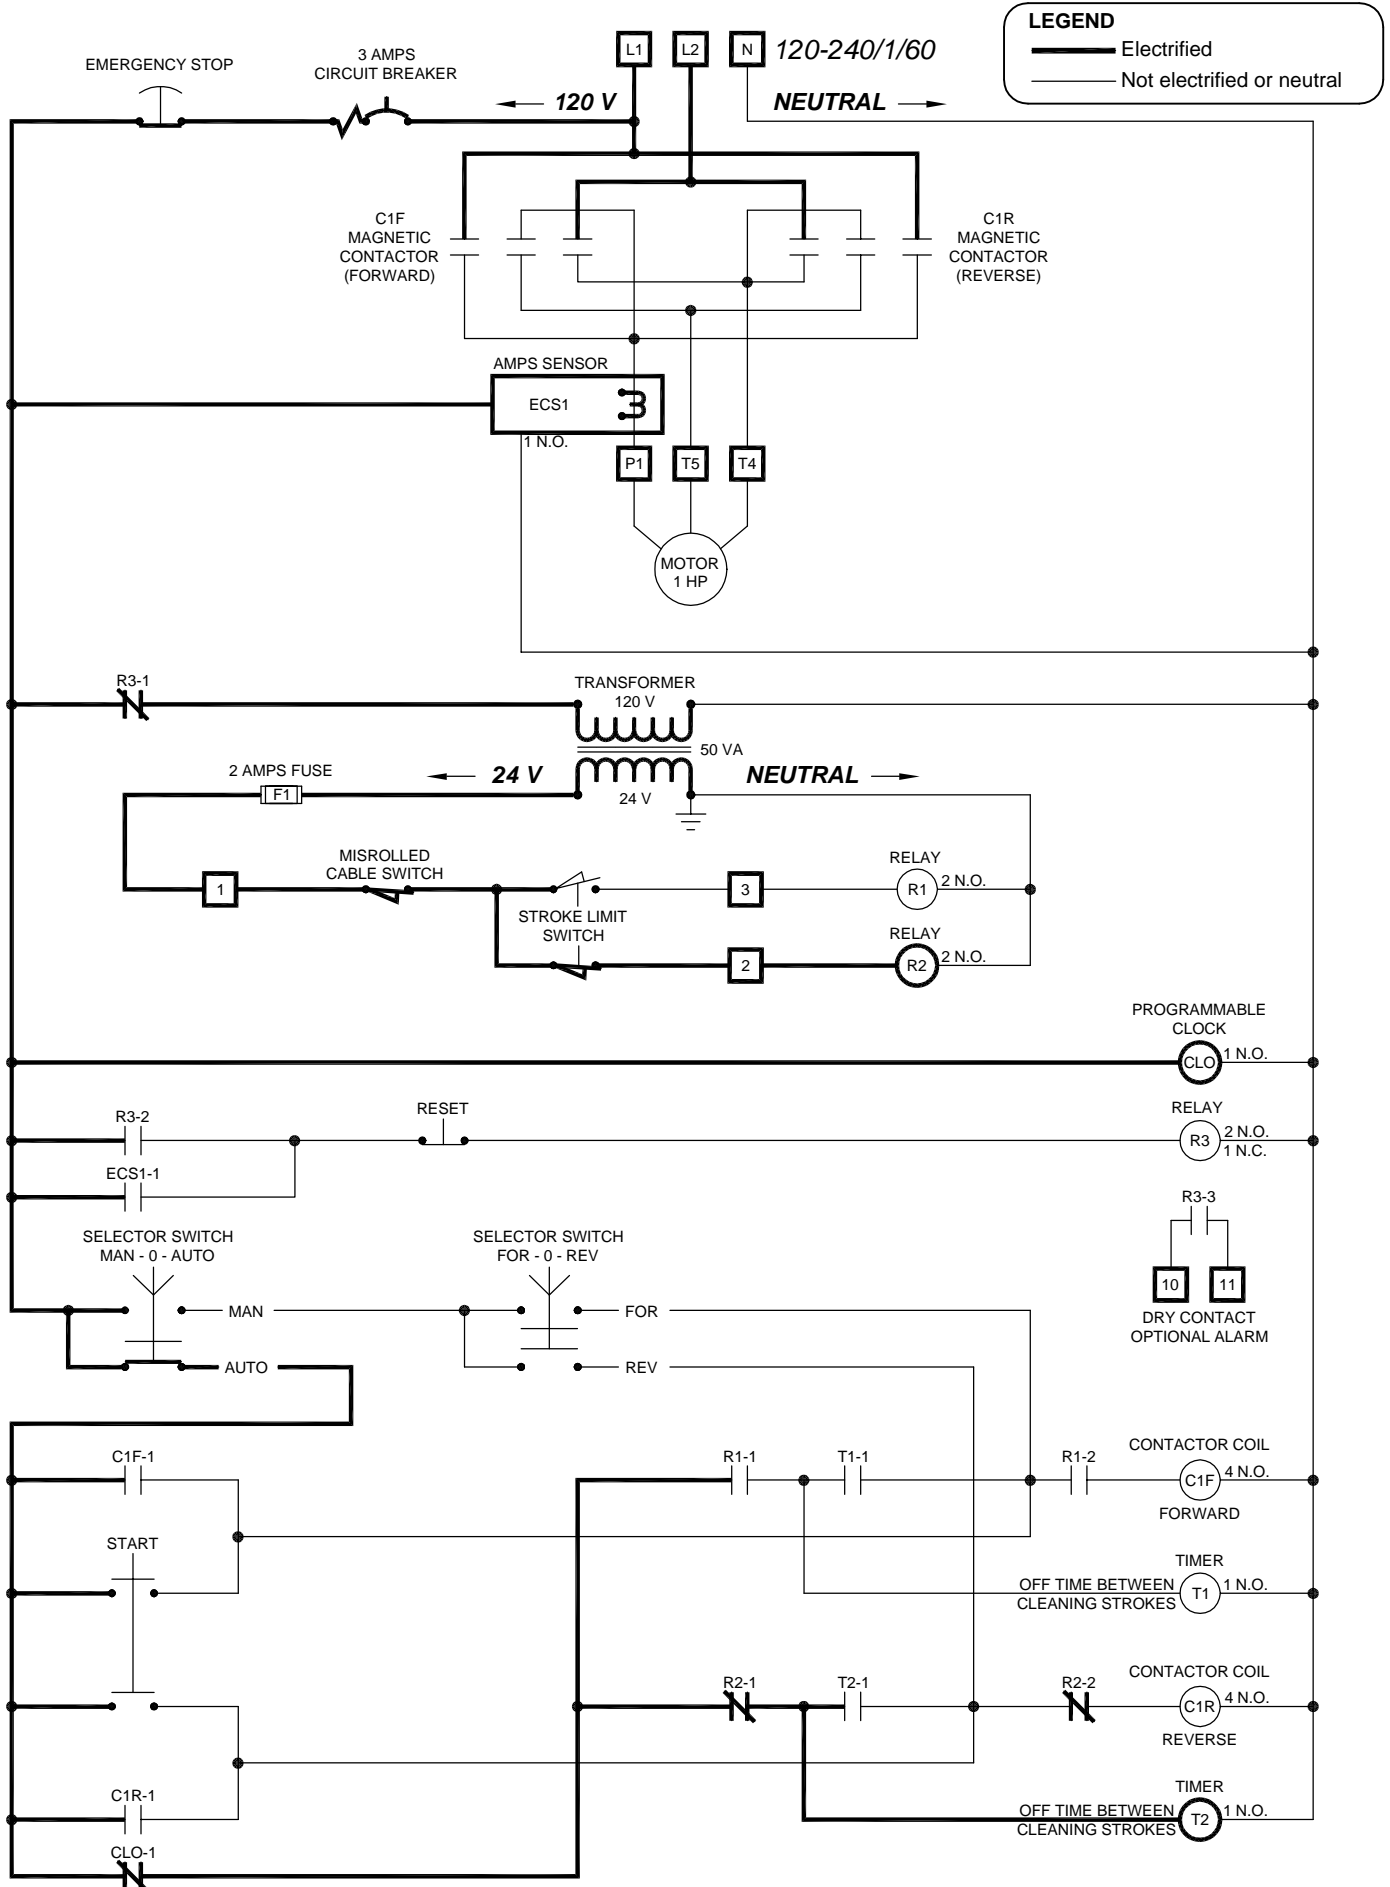 LEGEND
Electrified
Not electrified or neutral
L1
L2
N
120-240/1/60
3 AMPS
CIRCUIT BREAKER
EMERGENCY STOP
120 V
NEUTRAL
C1F
MAGNETIC
CONTACTOR
(FORWARD)
C1R
MAGNETIC
CONTACTOR
(REVERSE)
AMPS SENSOR
ECS1
1 N.O.
P1
T5
T4
MOTOR
1 HP
R3-1
TRANSFORMER
120 V
50 VA
2 AMPS FUSE
F1
24 V
24 V
NEUTRAL
MISROLLED
CABLE SWITCH
1
STROKE LIMIT
SWITCH
3
RELAY
R1
2 N.O.
2
RELAY
R2
2 N.O.
PROGRAMMABLE
CLOCK
CLO
1 N.O.
R3-2
RESET
RELAY
R3
2 N.O.
1 N.C.
ECS1-1
R3-3
10
11
DRY CONTACT
OPTIONAL ALARM
SELECTOR SWITCH
MAN - 0 - AUTO
MAN
AUTO
SELECTOR SWITCH
FOR - 0 - REV
FOR
REV
C1F-1
R1-1
T1-1
R1-2
CONTACTOR COIL
C1F
4 N.O.
FORWARD
START
TIMER
OFF TIME BETWEEN
CLEANING STROKES
T1
1 N.O.
R2-1
T2-1
R2-2
CONTACTOR COIL
C1R
4 N.O.
REVERSE
C1R-1
TIMER
OFF TIME BETWEEN
CLEANING STROKES
T2
1 N.O.
CLO-1